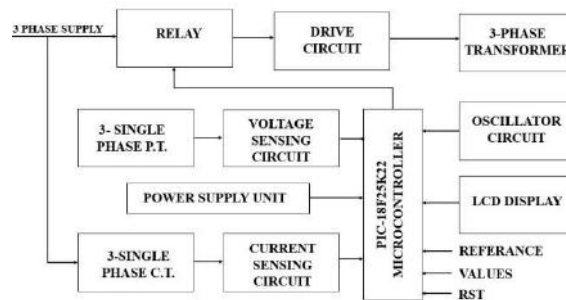 3 PHASE SUPPLY
RELAY
DRIVE
CIRCUIT
3-PHASE
TRANSFORMER
3- SINGLE
PHASE P.T.
VOLTAGE
SENSING
CIRCUIT
PIC-18F25K22
MICROCONTROLLER
OSCILLATOR
CIRCUIT
POWER SUPPLY UNIT
LCD DISPLAY
3-SINGLE
PHASE C.T.
CURRENT
SENSING
CIRCUIT
REFERANCE
VALUES
RST